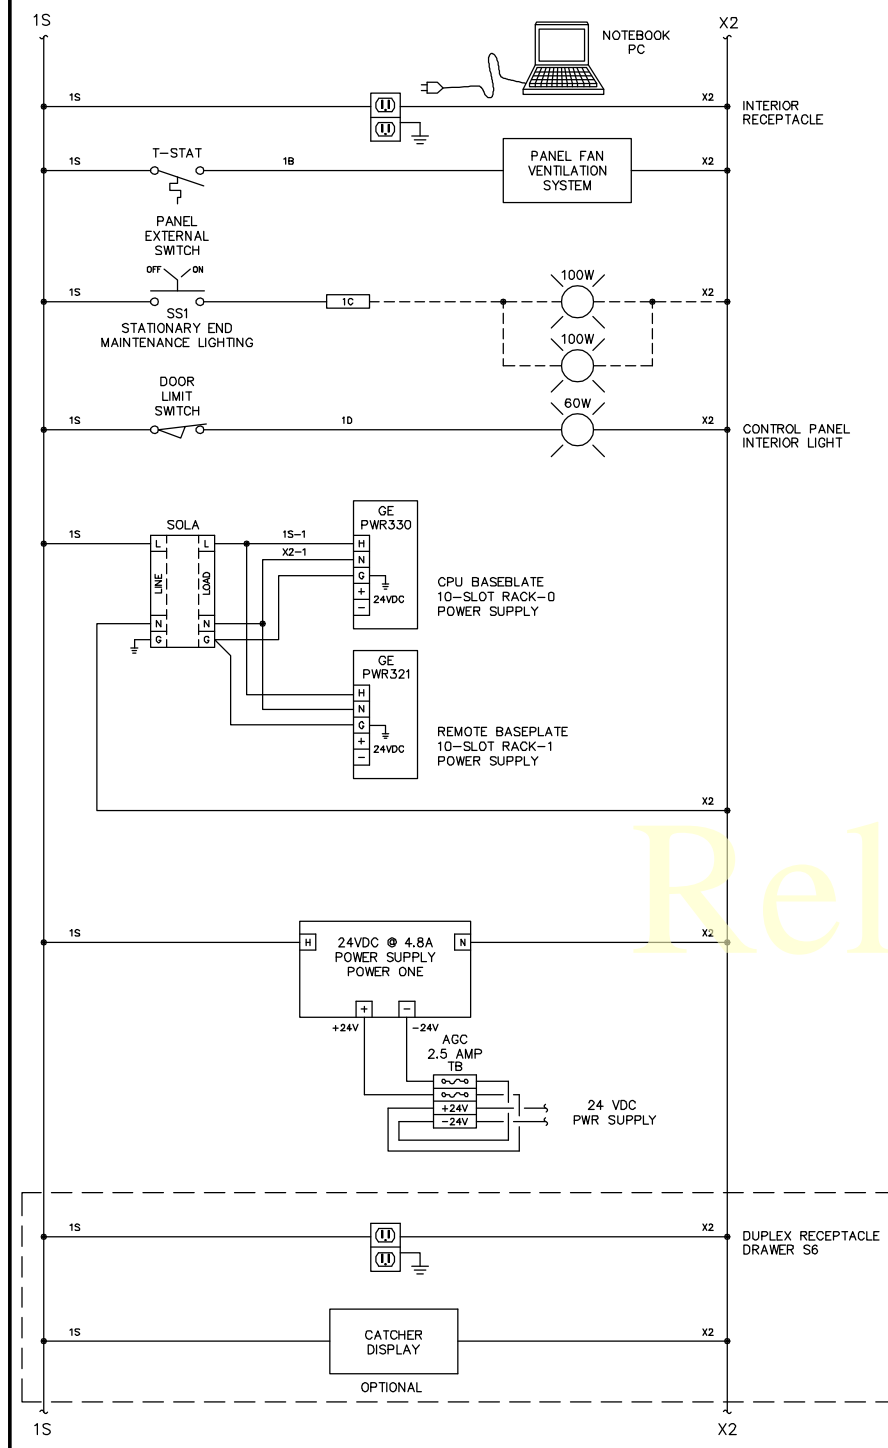 1S
X2
NOTEBOOK
PC
1S
X2
INTERIOR
RECEPTACLE
T-STAT
1S
1B
PANEL FAN
VENTILATION
SYSTEM
X2
PANEL
EXTERNAL
SWITCH
OFF
ON
1S
1C
100W
X2
SS1
STATIONARY END
MAINTENANCE LIGHTING
100W
DOOR
LIMIT
SWITCH
1S
1D
60W
X2
CONTROL PANEL
INTERIOR LIGHT
SOLA
1S
L
L
LINE
LOAD
N
N
G
G
1S-1
X2-1
GE
PWR330
H
N
G
+
24VDC
-
CPU BASEBLATE
10-SLOT RACK-0
POWER SUPPLY
GE
PWR321
H
N
G
+
24VDC
-
REMOTE BASEPLATE
10-SLOT RACK-1
POWER SUPPLY
X2
Rel
1S
H
24VDC @ 4.8A
POWER SUPPLY
POWER ONE
N
X2
+
-
+24V
-24V
AGC
2.5 AMP
TB
+24V
-24V
24 VDC
PWR SUPPLY
1S
X2
DUPLEX RECEPTACLE
DRAWER S6
1S
CATCHER
DISPLAY
X2
OPTIONAL
1S
X2